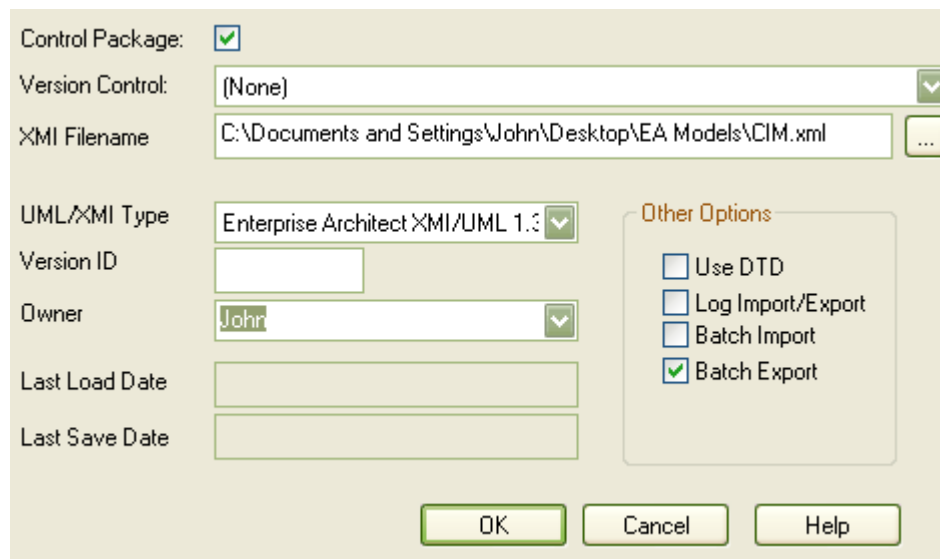 Control Package:
Version Control: (None)
XMI Filename C:\Documents and Settings\John\Desktop\EA Models\CIM.xml ...
UML/XMI Type Enterprise Architect XMI/UML 1.3
Version ID
Owner John
Last Load Date
Last Save Date
Other Options
Use DTD
Log Import/Export
Batch Import
Batch Export
OK Cancel Help